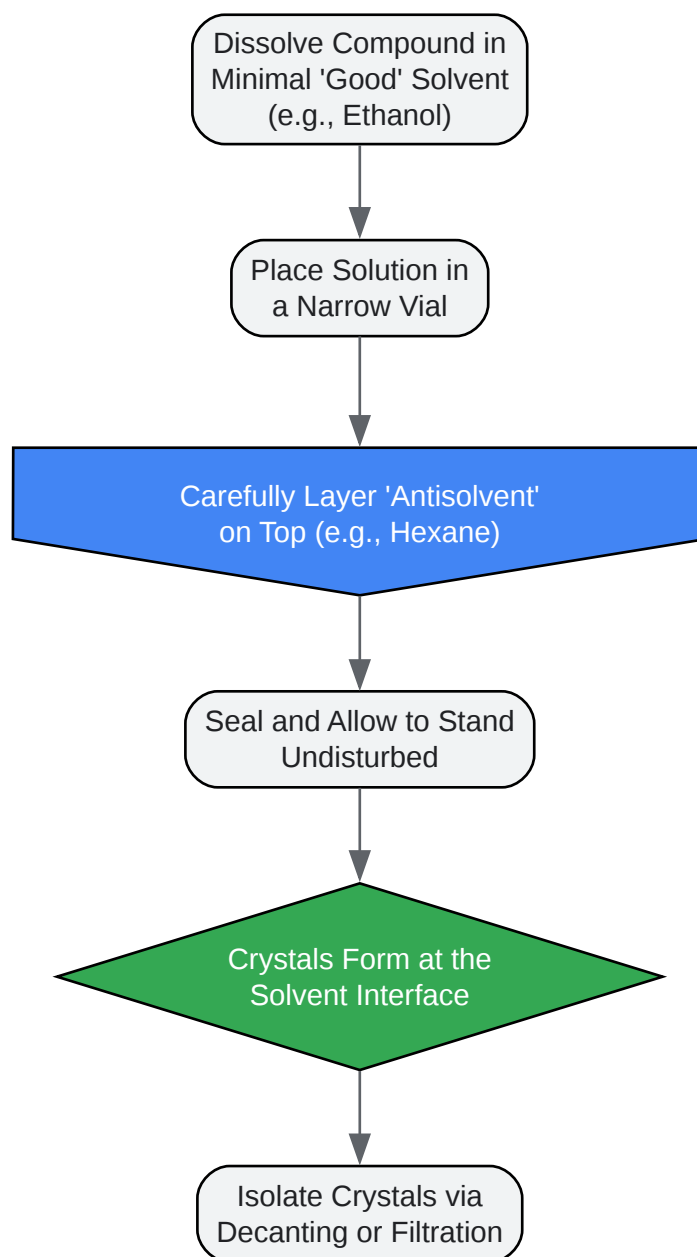 Dissolve Compound in
Minimal 'Good' Solvent
(e.g., Ethanol)
Place Solution in
a Narrow Vial
Carefully Layer 'Antisolvent'
on Top (e.g., Hexane)
Seal and Allow to Stand
Undisturbed
Crystals Form at the
Solvent Interface
Isolate Crystals via
Decanting or Filtration